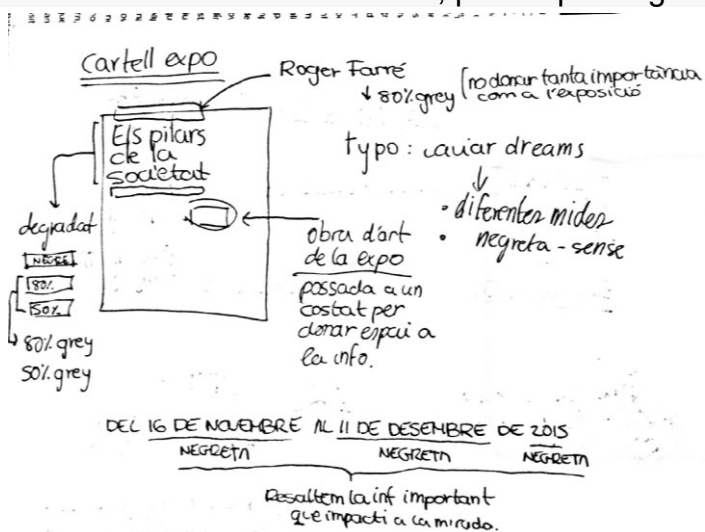 Cartell expo
Roger Farré
↓ 80% grey (no donar tanta importància
com a l'exposició
Els pilars
de la
societat
typo: caviar dreams
↓
• diferentes mides
• negreta - sense
degradat
NEGRE
80%
50%
80% grey
50% grey
obra d'art
de la expo
passada a un
costat per
donar espai a
la info.
DEL 16 DE NOVEMBRE AL 11 DE DESEMBRE DE 2015
NEGRETA NEGRETA NEGRETA
Resaltem la inf important
que impacti a la mirada.